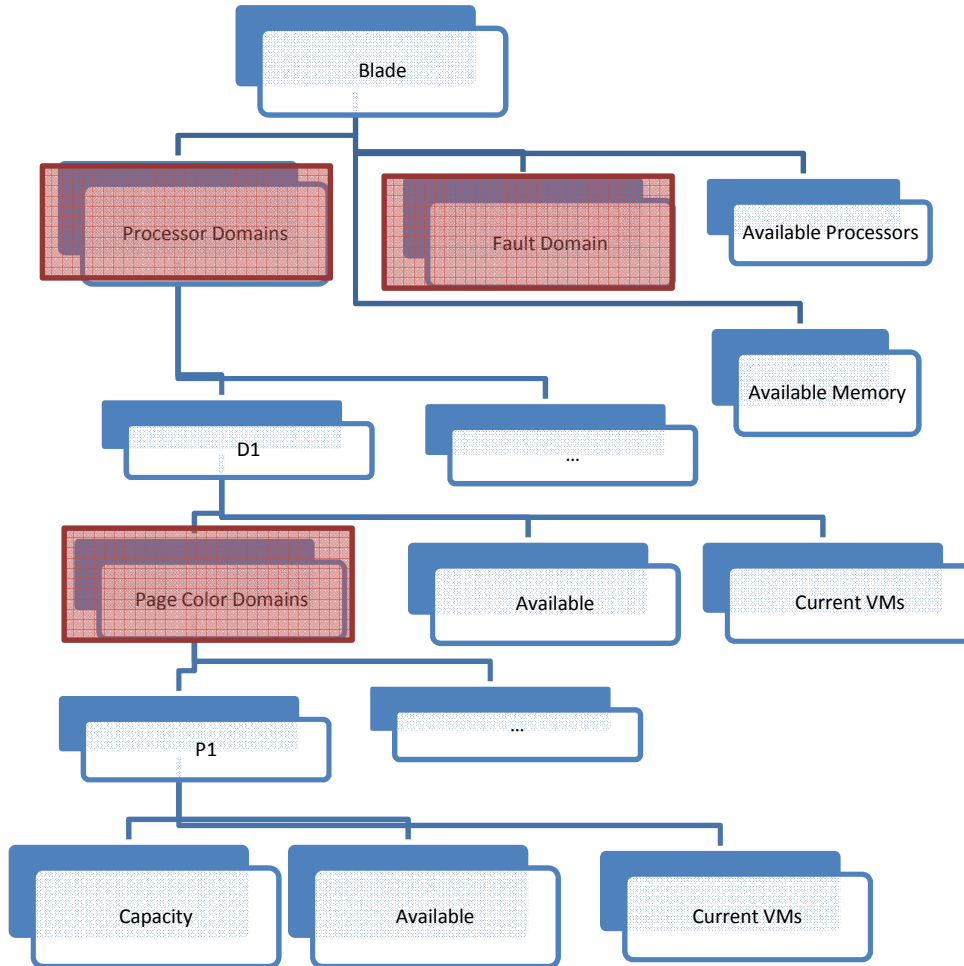 Blade
Processor Domains
Fault Domain
Available Processors
Available Memory
D1
...
Page Color Domains
Available
Current VMs
P1
...
Capacity
Available
Current VMs